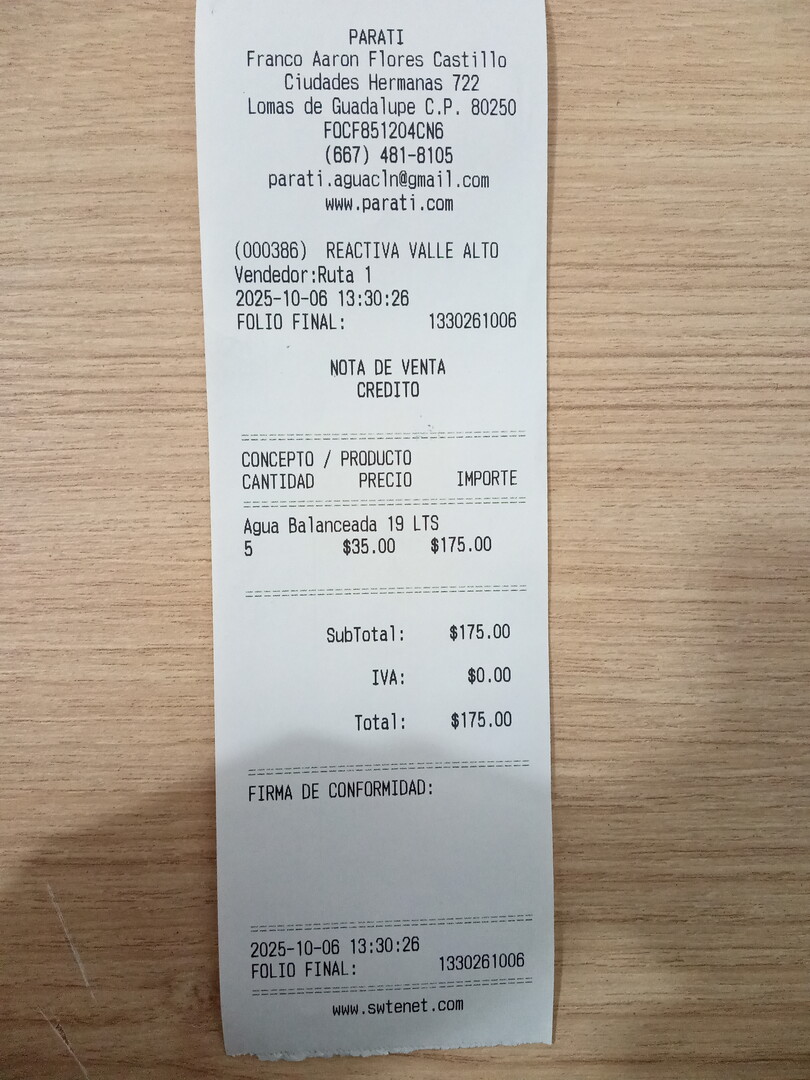 PARATI
Franco Aaron Flores Castillo
Ciudades Hermanas 722
Lomas de Guadalupe C.P. 80250
FOCF851204CN6
(667) 481-8105
parati.aguacln@gmail.com
www.parati.com
(000386) REACTIVA VALLE ALTO
Vendedor:Ruta 1
2025-10-06 13:30:26
FOLIO FINAL: 1330261006
NOTA DE VENTA
CREDITO
CONCEPTO / PRODUCTO
CANTIDAD PRECIO IMPORTE
Agua Balanceada 19 LTS
5 $35.00 $175.00
SubTotal: $175.00
IVA: $0.00
Total: $175.00
FIRMA DE CONFORMIDAD:
2025-10-06 13:30:26
FOLIO FINAL: 1330261006
www.swtenet.com